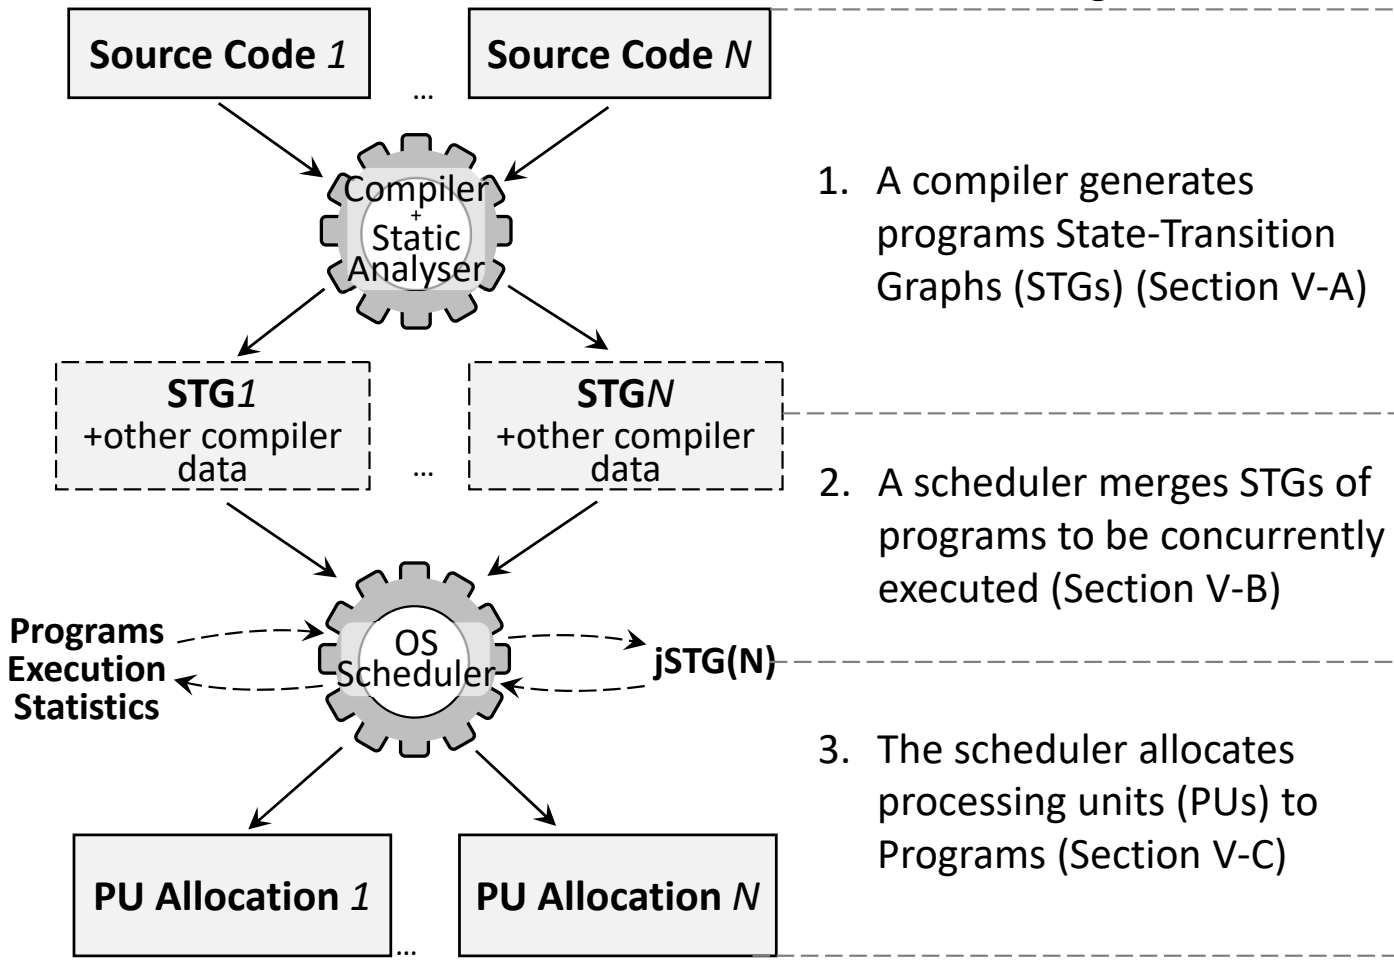 Source Code 1
...
Source Code N
Compiler
+
Static
Analyser
1. A compiler generates
programs State-Transition
Graphs (STGs) (Section V-A)
STG1
+other compiler
data
...
STGN
+other compiler
data
2. A scheduler merges STGs of
programs to be concurrently
executed (Section V-B)
Programs
Execution
Statistics
OS
Scheduler
jSTG(N)
3. The scheduler allocates
processing units (PUs) to
Programs (Section V-C)
PU Allocation 1
...
PU Allocation N